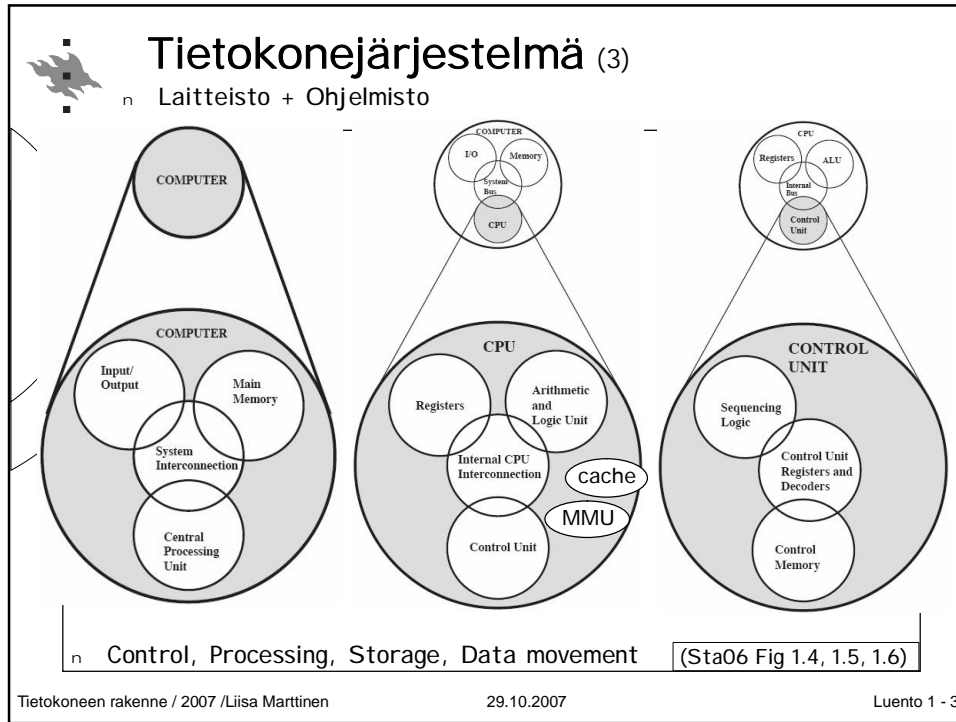 Tietokonejärjestelmä (3)
n Laitteisto + Ohjelmisto
COMPUTER
COMPUTER
Input/
Output
Main
Memory
System
Interconnection
Central
Processing
Unit
COMPUTER
I/O
Memory
System
Bus
CPU
CPU
Registers
Arithmetic
and
Logic Unit
Internal CPU
Interconnection
cache
MMU
Control Unit
CPU
Registers
ALU
Internal
Bus
Control
Unit
CONTROL
UNIT
Sequencing
Logic
Control Unit
Registers and
Decoders
Control
Memory
n Control, Processing, Storage, Data movement (Sta06 Fig 1.4, 1.5, 1.6)
Tietokoneen rakenne / 2007 /Liisa Marttinen 29.10.2007 Luento 1 - 3